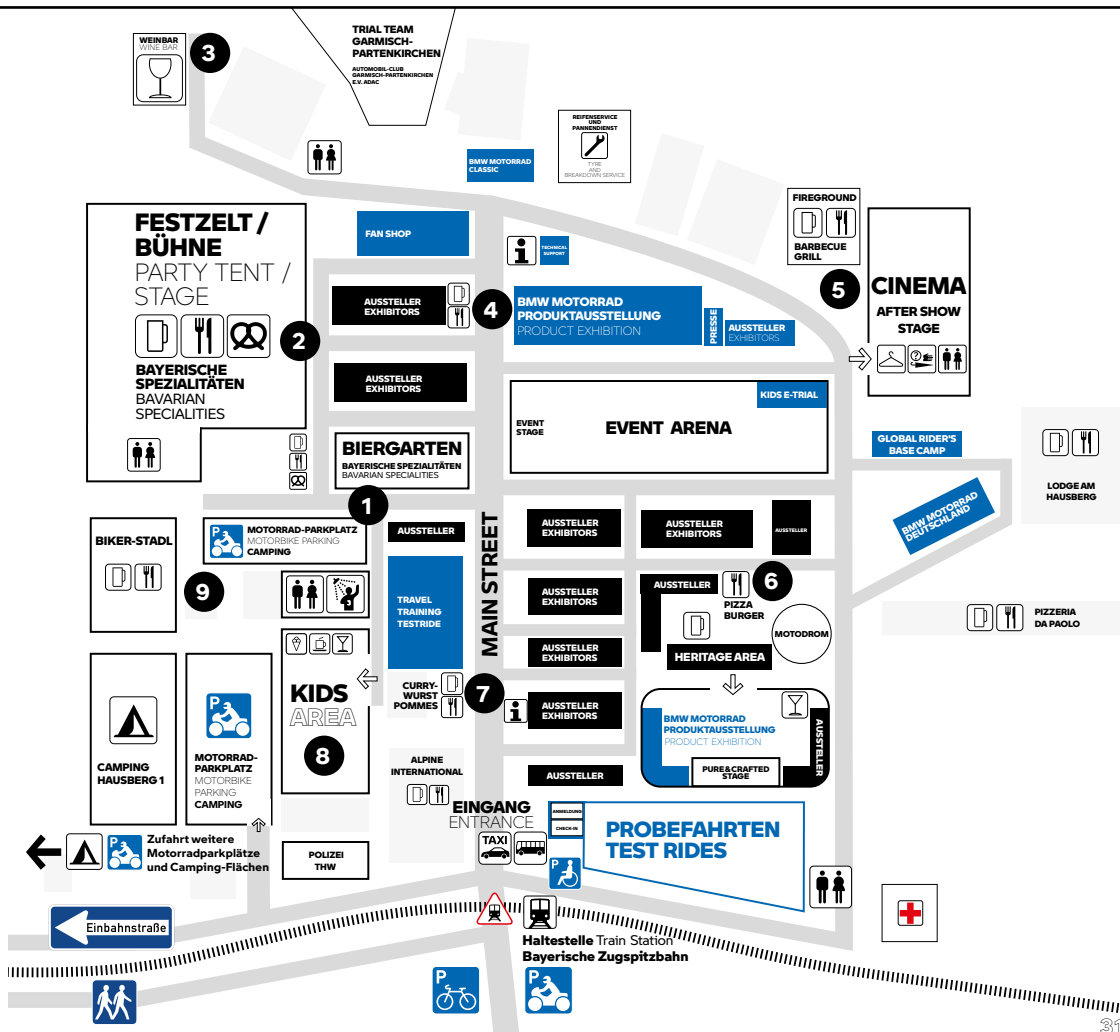 WEINBAR
WINE BAR
3
TRIAL TEAM
GARMISCH-
PARTENKIRCHEN
AUTOMOBIL-CLUB
GARMISCH-PARTENKIRCHEN
E.V. ADAC
REIFENSERVICE
UND
PANNENDIENST
TYRE
AND
BREAKDOWN SERVICE
BMW MOTORRAD
CLASSIC
FIREGROUND
BARBECUE
GRILL
5
CINEMA
AFTER SHOW
STAGE
?
FESTZELT /
BÜHNE
PARTY TENT /
STAGE
2
BAYERISCHE
SPEZIALITÄTEN
BAVARIAN
SPECIALITIES
FAN SHOP
i
TECHNICAL
SUPPORT
AUSSTELLER
EXHIBITORS
4
BMW MOTORRAD
PRODUKTAUSSTELLUNG
PRODUCT EXHIBITION
PRESSE
AUSSTELLER
EXHIBITORS
AUSSTELLER
EXHIBITORS
KIDS E-TRIAL
EVENT
STAGE
EVENT ARENA
BIERGARTEN
BAYERISCHE SPEZIALITÄTEN
BAVARIAN SPECIALITIES
GLOBAL RIDER'S
BASE CAMP
LODGE AM
HAUSBERG
BMW MOTORRAD
DEUTSCHLAND
1
BIKER-STADL
P
MOTORRAD-PARKPLATZ
MOTORBIKE PARKING
CAMPING
AUSSTELLER
MAIN STREET
AUSSTELLER
EXHIBITORS
AUSSTELLER
EXHIBITORS
AUSSTELLER
9
TRAVEL
TRAINING
TESTRIDE
AUSSTELLER
EXHIBITORS
AUSSTELLER
6
PIZZA
BURGER
MOTODROM
PIZZERIA
DA PAOLO
AUSSTELLER
EXHIBITORS
HERITAGE AREA
KIDS
AREA
8
CURRY-
WURST
POMMES
7
i
AUSSTELLER
EXHIBITORS
BMW MOTORRAD
PRODUKTAUSSTELLUNG
PRODUCT EXHIBITION
AUSSTELLER
PURE&CRAFTED
STAGE
CAMPING
HAUSBERG 1
P
MOTORRAD-
PARKPLATZ
MOTORBIKE
PARKING
CAMPING
ALPINE
INTERNATIONAL
AUSSTELLER
EINGANG
ENTRANCE
TAXI
ANMELDUNG
CHECK-IN
PROBEFAHRTEN
TEST RIDES
P
P
Zufahrt weitere
Motorradparkplätze
und Camping-Flächen
POLIZEI
THW
Einbahnstraße
Haltestelle Train Station
Bayerische Zugspitzbahn
P
P
31